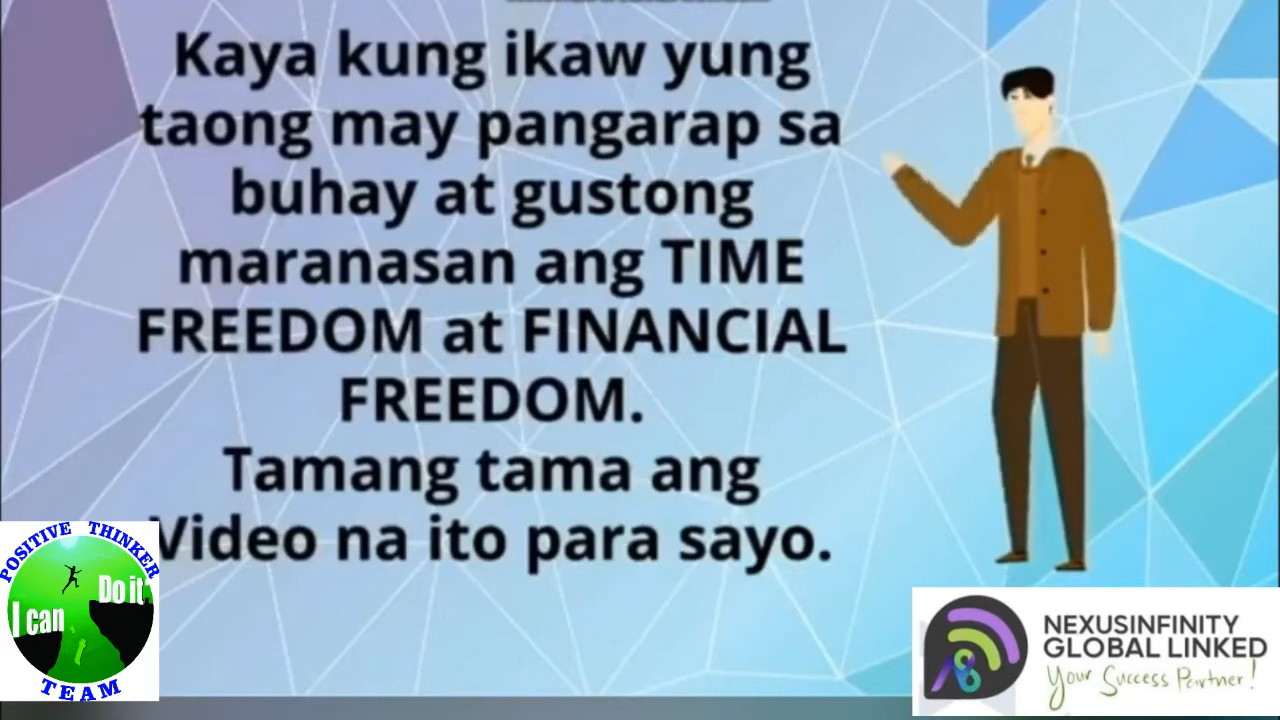 Kaya kung ikaw yung
taong may pangarap sa
buhay at gustong
maranasan ang TIME
FREEDOM at FINANCIAL
FREEDOM.
Tamang tama ang
Video na ito para sayo.
POSITIVE THINKER
I can Do it
TEAM
NEXUSINFINITY
GLOBAL LINKED
Your Success Partner!